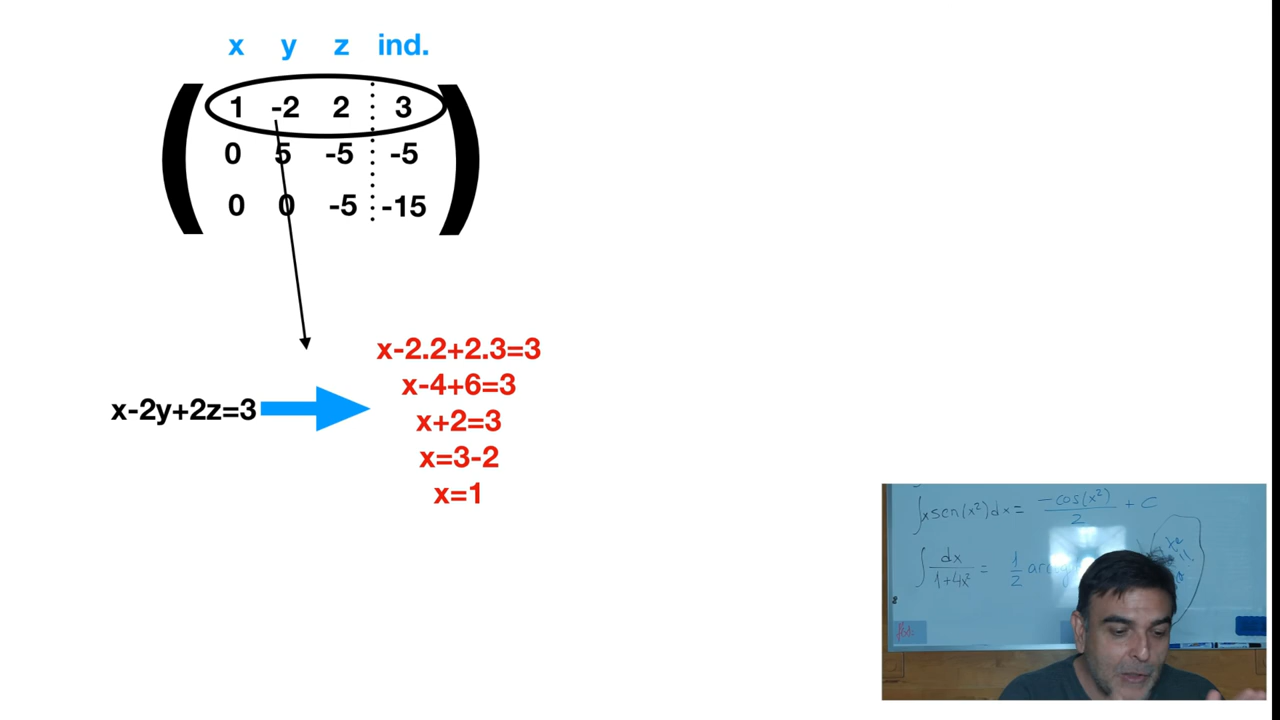 x y z ind.
1 -2 2 3
0 5 -5 -5
0 0 -5 -15
x-2.2+2.3=3
x-4+6=3
x-2y+2z=3
x+2=3
x=3-2
x=1
∫xsen(x²)dx = -cos(x²)/2 + C
∫dx/1+4x² = 1/2